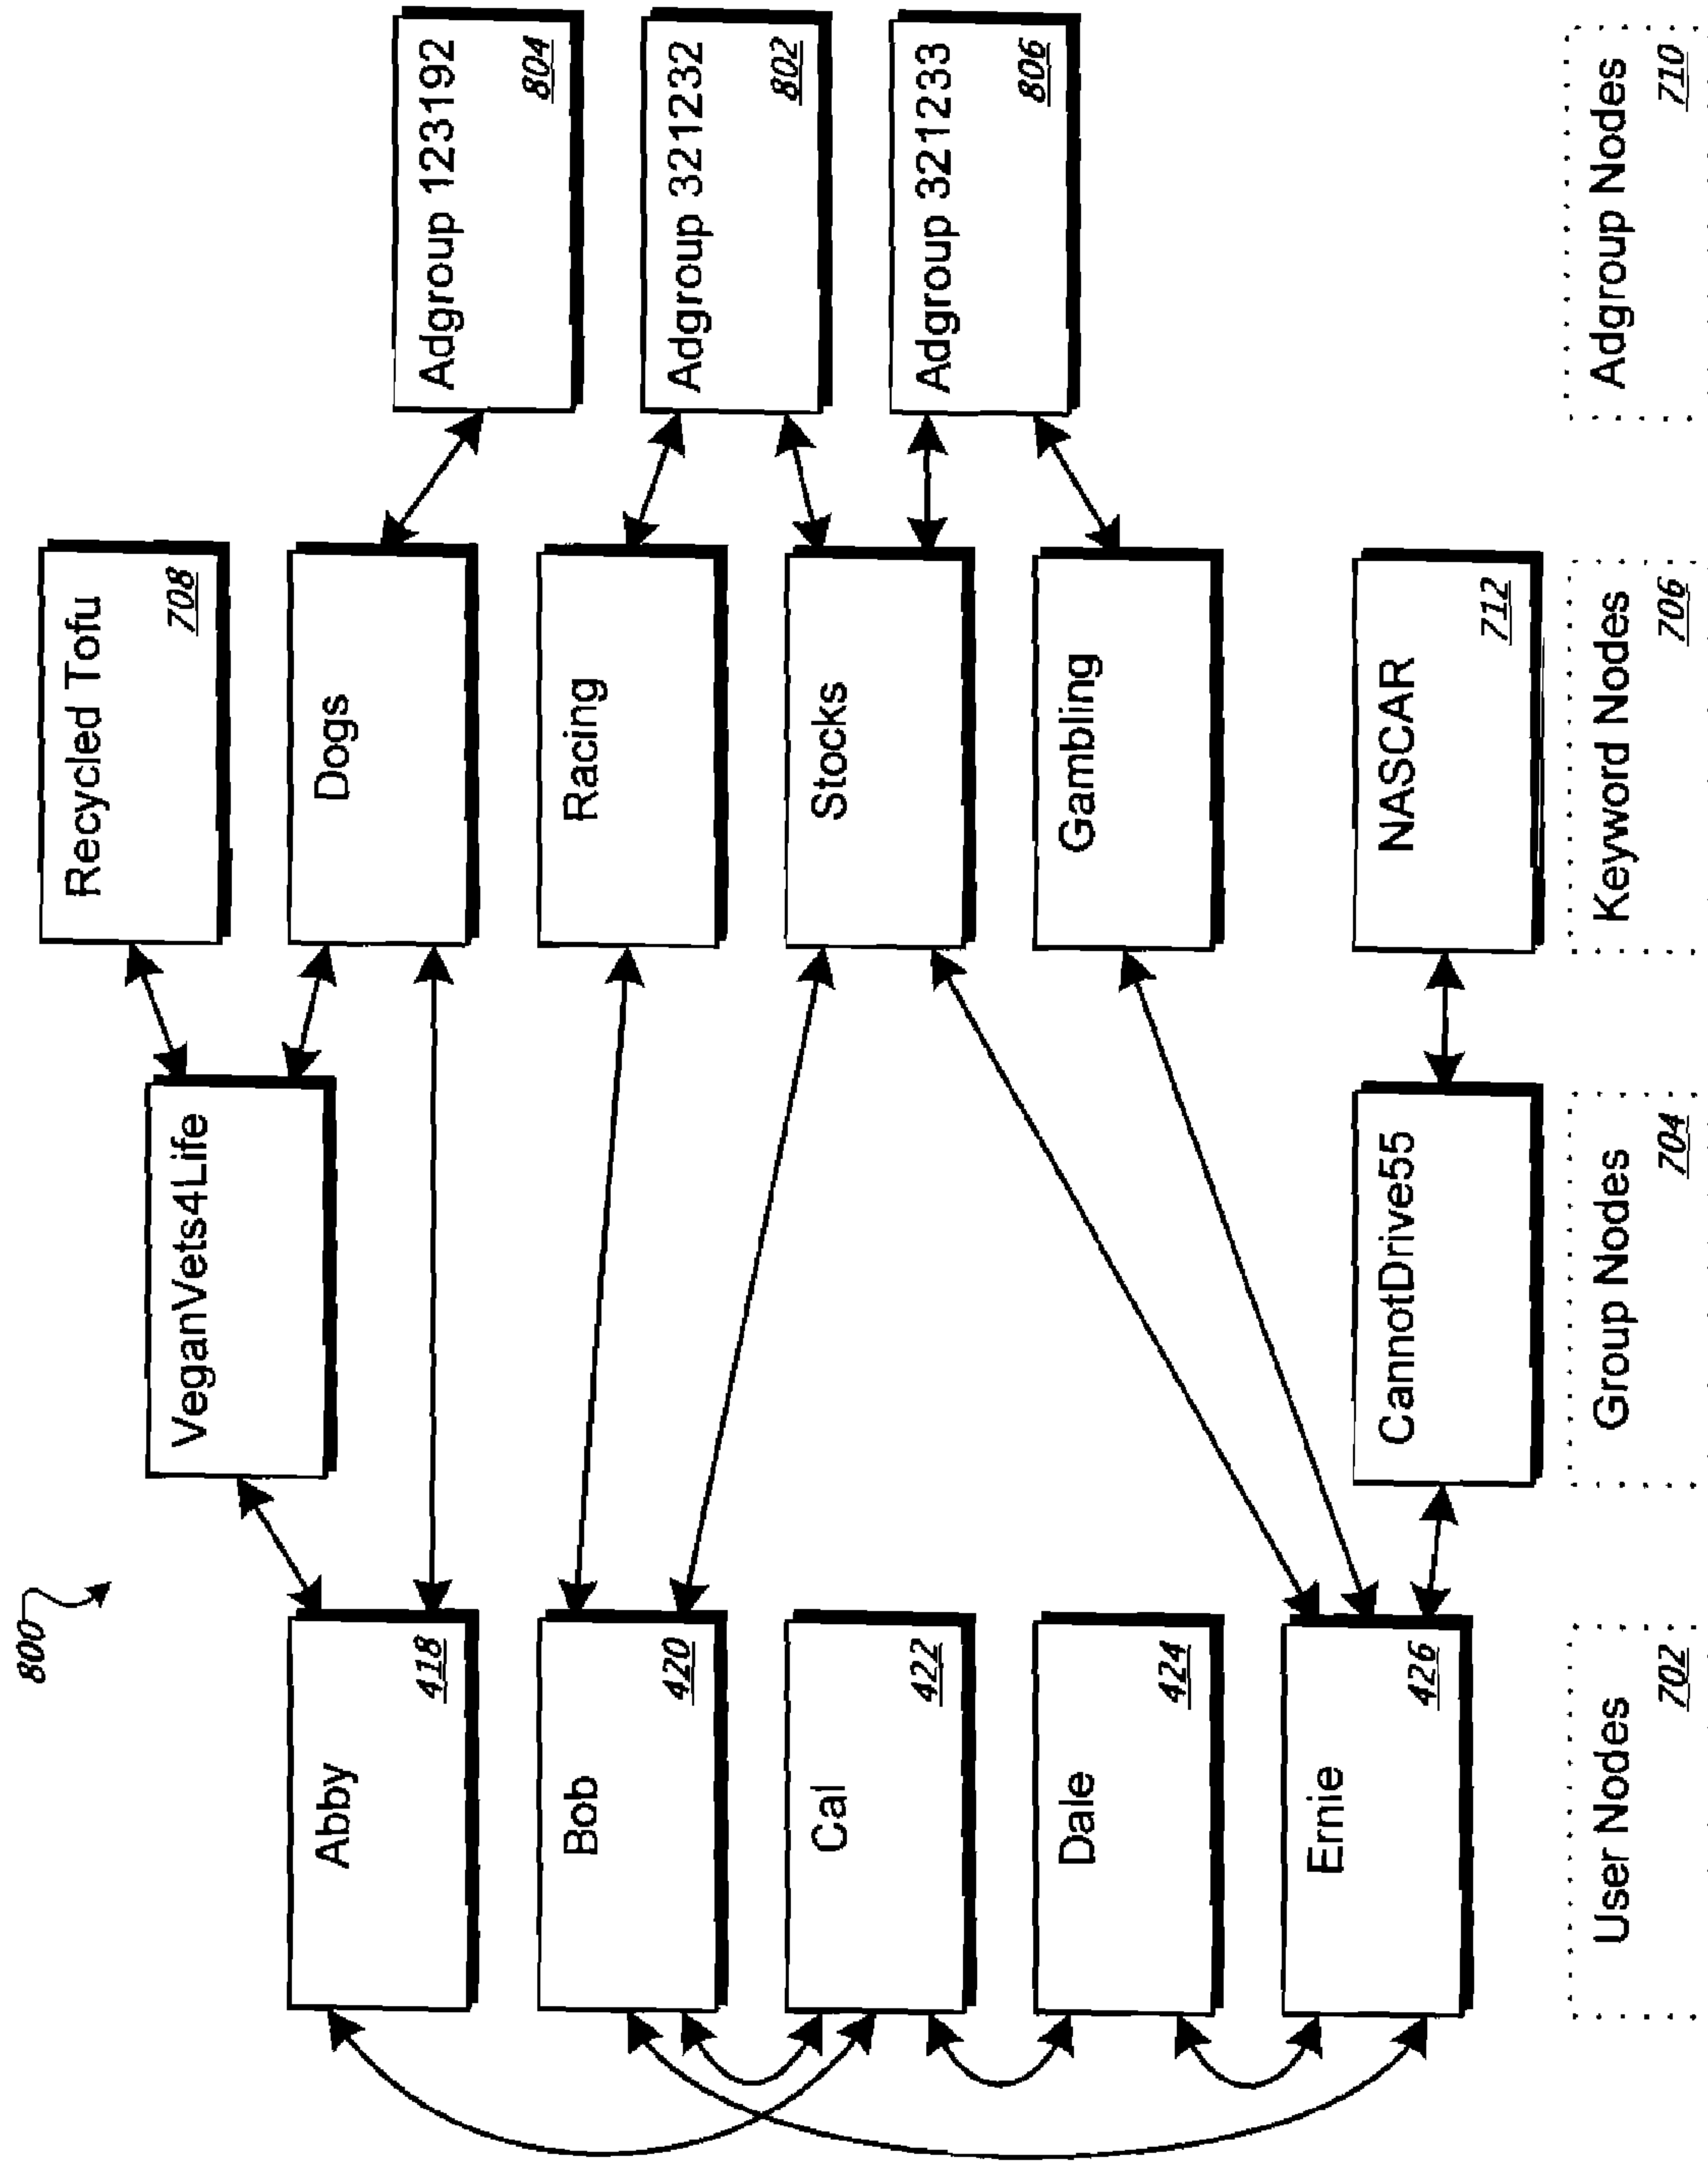 800
Recycled Tofu
708
VeganVets4Life
Abby
418
Dogs
Adgroup 123192
804
Bob
420
Racing
Adgroup 321232
802
Cal
422
Stocks
Adgroup 321233
806
Dale
424
Gambling
Ernie
426
CannotDrive55
NASCAR
712
User Nodes
702
Group Nodes
704
Keyword Nodes
706
Adgroup Nodes
710